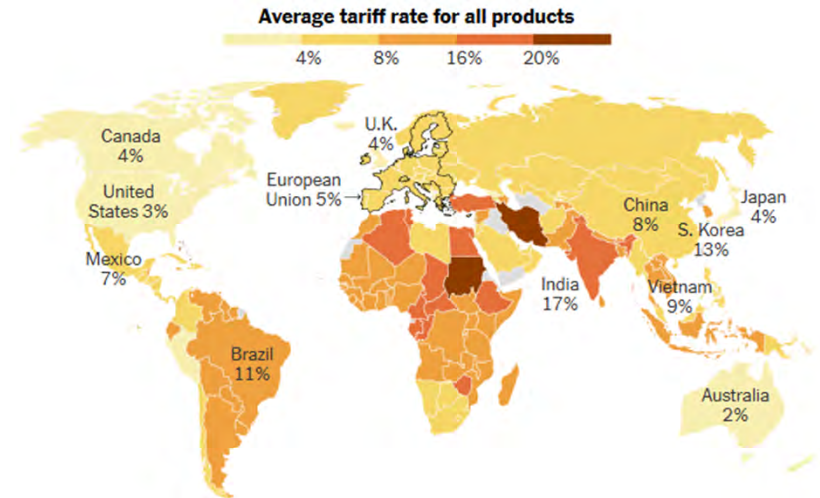 Average tariff rate for all products
4% 8% 16% 20%
Canada
4%
United
States 3%
Mexico
7%
Brazil
11%
U.K.
4%
European
Union 5%
China
8%
Japan
4%
S. Korea
13%
India
17%
Vietnam
9%
Australia
2%